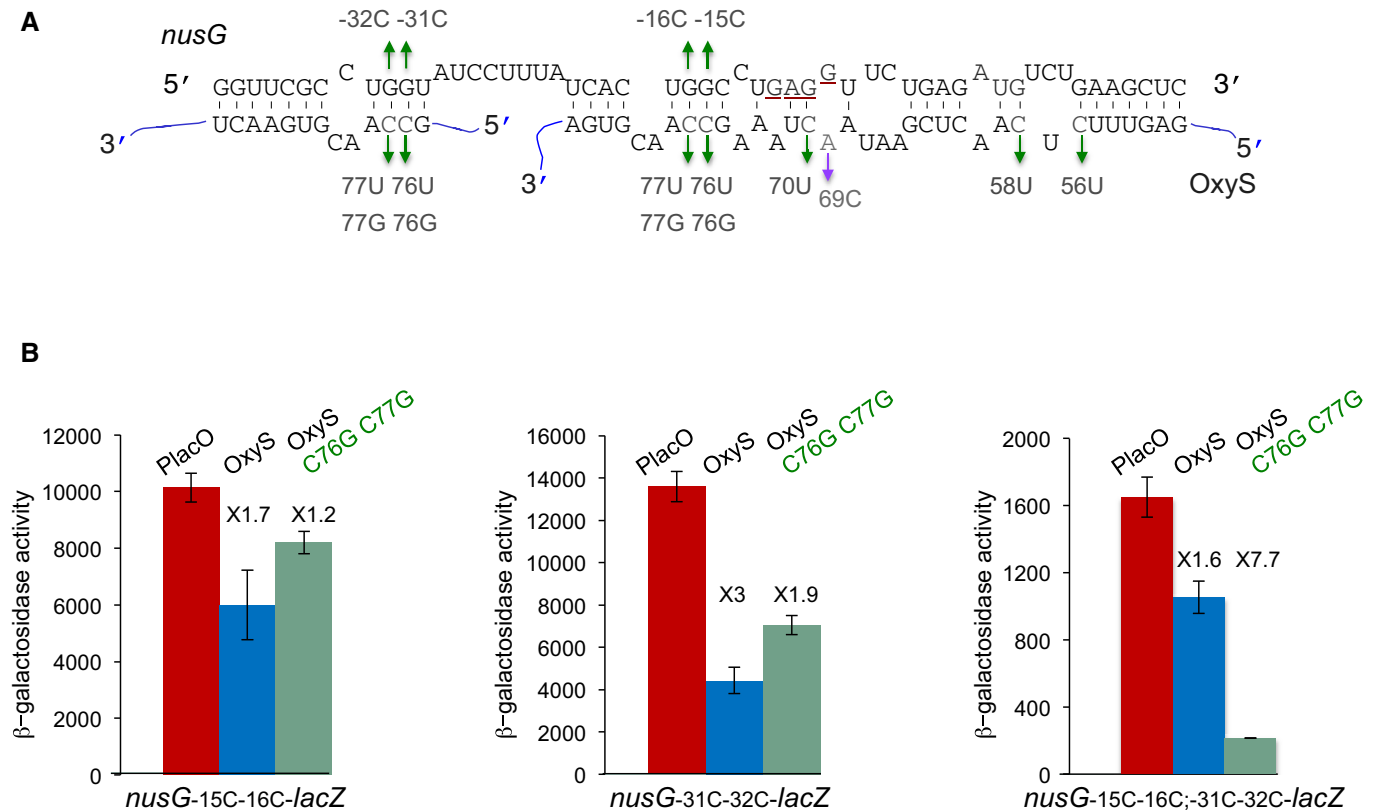 A
-32C -31C
-16C -15C
nusG
5′ GGUUCGC C UGGU AUCCUUUA UCAC UGGC C UGAG G U UC UGAG A UG UCU GAAGCUC 3′
3′ UCAAGUG CA ACCG 5′ 3′ AGUG CA ACCG A A A UC A A UAA GCUC A AC U CUUUGAG 5′
77U 76U
77U 76U
70U
69C
58U
56U
OxyS
77G 76G
77G 76G
B
β-galactosidase activity
12000
10000
8000
6000
4000
2000
0
PlacO
OxyS
OxyS
C76G C77G
X1.7
X1.2
nusG-15C-16C-lacZ
β-galactosidase activity
16000
14000
12000
10000
8000
6000
4000
2000
0
PlacO
OxyS
OxyS
C76G C77G
X3
X1.9
nusG-31C-32C-lacZ
β-galactosidase activity
2000
1600
1200
800
400
0
PlacO
OxyS
OxyS
C76G C77G
X1.6
X7.7
nusG-15C-16C;-31C-32C-lacZ